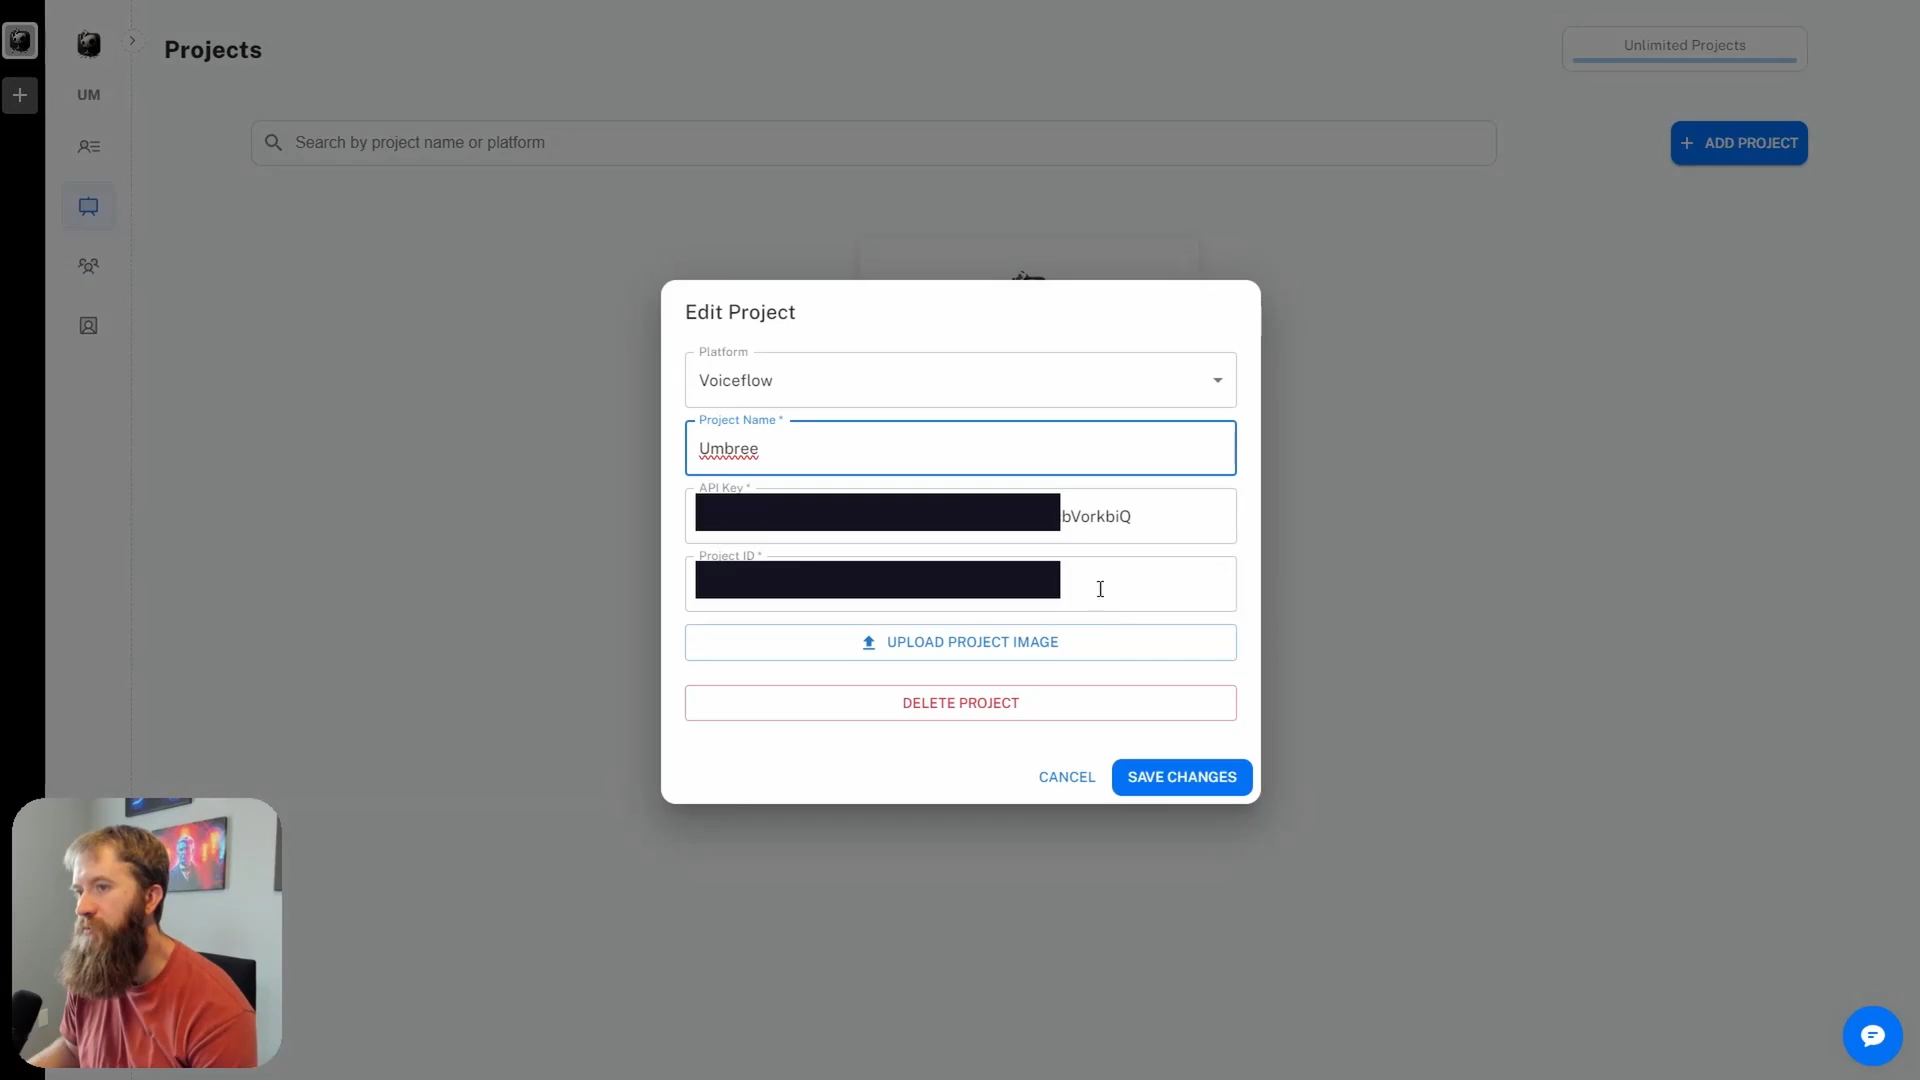 Projects
Unlimited Projects
UM
Search by project name or platform
+ ADD PROJECT
Edit Project
Platform
Voiceflow
Project Name *
Umbree
API Key *
bVorkbiQ
Project ID *
UPLOAD PROJECT IMAGE
DELETE PROJECT
CANCEL
SAVE CHANGES